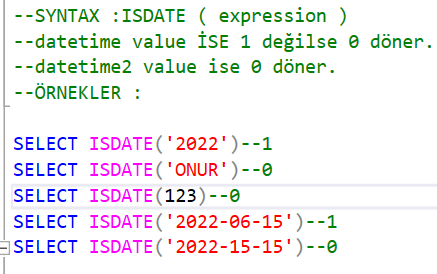 --SYNTAX :ISDATE ( expression )
--datetime value İSE 1 değilse 0 döner.
--datetime2 value ise 0 döner.
--ÖRNEKLER :
SELECT ISDATE('2022')--1
SELECT ISDATE('ONUR')--0
SELECT ISDATE(123)--0
SELECT ISDATE('2022-06-15')--1
SELECT ISDATE('2022-15-15')--0